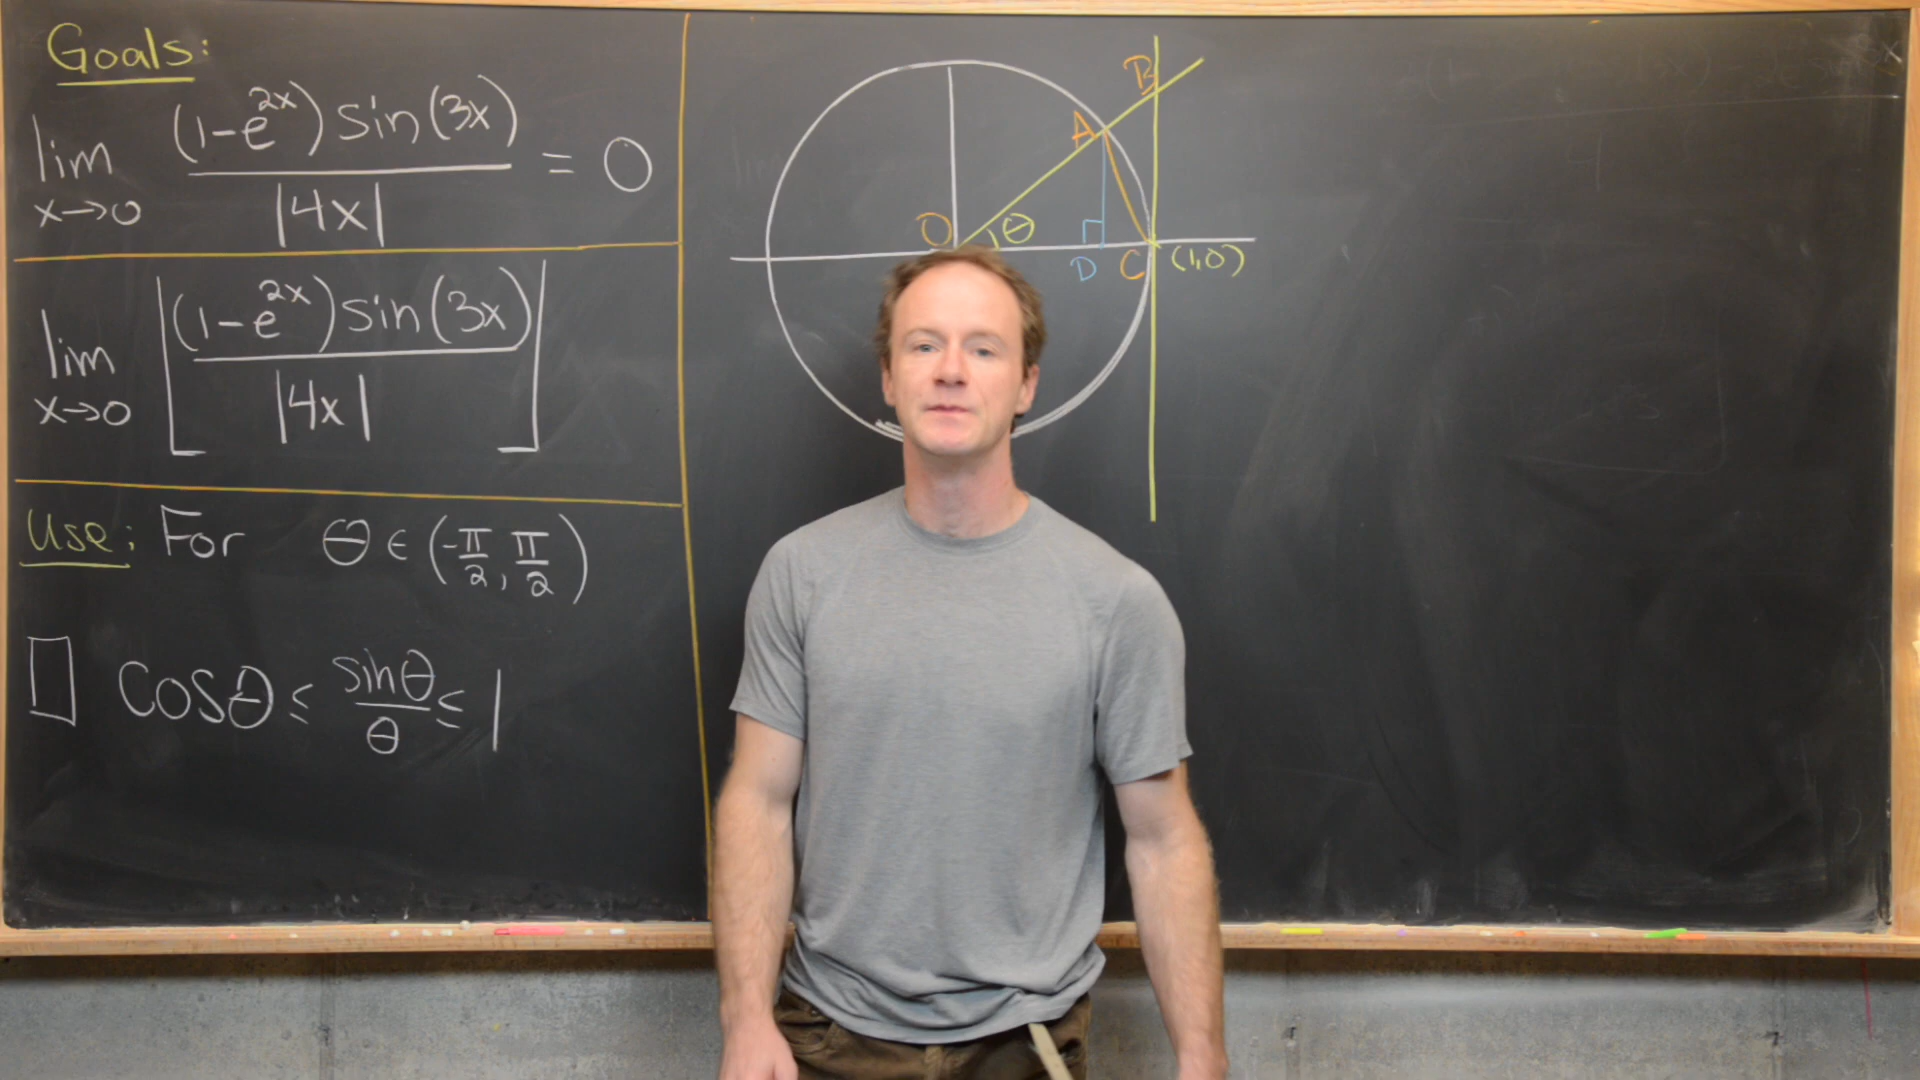 Goals:
lim x→0 (1-e^{2x}) sin(3x) / |4x| = 0
lim x→0 ⌊(1-e^{2x}) sin(3x) / |4x|⌋
Use: For θ ∈ (-π/2, π/2)
□ cosθ ≤ sinθ/θ ≤ 1
B
A
O θ
D C (1,0)